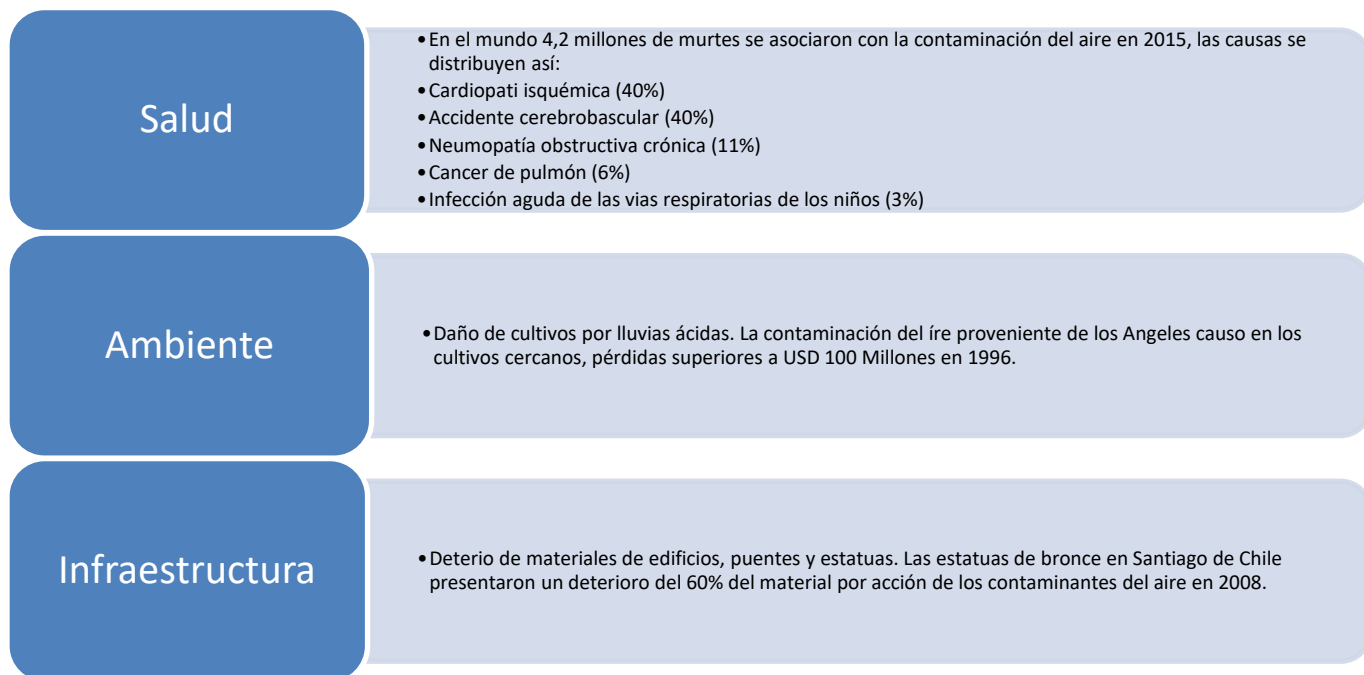 Salud
•En el mundo 4,2 millones de murtes se asociaron con la contaminación del aire en 2015, las causas se
distribuyen así:
•Cardiopati isquémica (40%)
•Accidente cerebrobascular (40%)
•Neumopatía obstructiva crónica (11%)
•Cancer de pulmón (6%)
•Infección aguda de las vias respiratorias de los niños (3%)
Ambiente
•Daño de cultivos por lluvias ácidas. La contaminación del íre proveniente de los Angeles causo en los
cultivos cercanos, pérdidas superiores a USD 100 Millones en 1996.
Infraestructura
•Deterio de materiales de edificios, puentes y estatuas. Las estatuas de bronce en Santiago de Chile
presentaron un deterioro del 60% del material por acción de los contaminantes del aire en 2008.